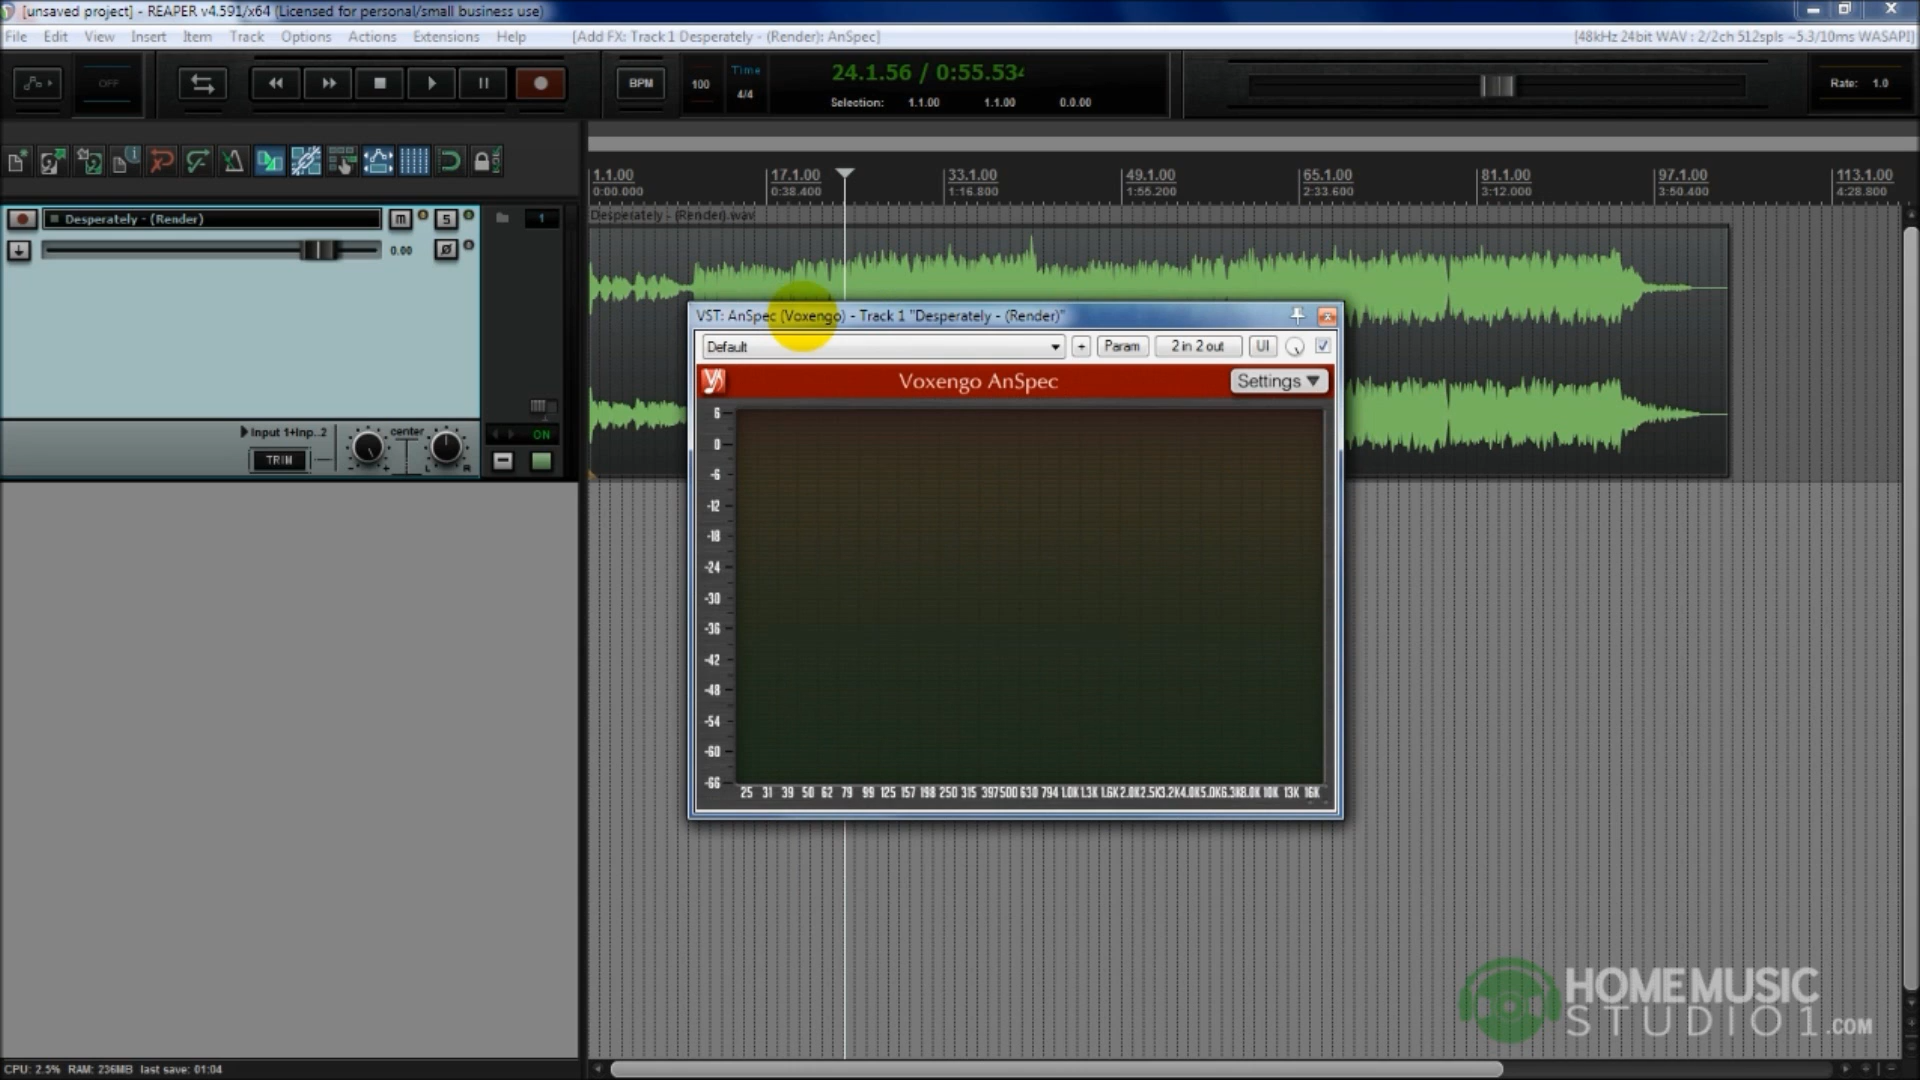 [unsaved project] - REAPER v4.591/x64 (Licensed for personal/small business use)
File Edit View Insert Item Track Options Actions Extensions Help [Add FX: Track 1 Desperately - (Render): AnSpec] [48kHz 24bit WAV : 2/2ch 512spls ~5.3/10ms WASAPI]
OFF
BPM
100
Time
4/4
24.1.56 / 0:55.534
Selection: 1.1.00 1.1.00 0.0.00
Rate: 1.0
1.1.00 17.1.00 33.1.00 49.1.00 65.1.00 81.1.00 97.1.00 113.1.00
0:00.000 0:38.400 1:16.800 1:55.200 2:33.600 3:12.000 3:50.400 4:28.800
Desperately - (Render) m S 1
0.00 Ø
Desperately - (Render).wav
Input 1+Inp..2 center ON
TRIM - + L R
VST: AnSpec (Voxengo) - Track 1 "Desperately - (Render)"
Default + Param 2 in 2 out UI
Voxengo AnSpec Settings ▼
6
0
-6
-12
-18
-24
-30
-36
-42
-48
-54
-60
-66
25 31 39 50 62 79 99 125 157 198 250 315 397 500 630 794 1.0K 1.3K 1.6K 2.0K 2.5K 3.2K 4.0K 5.0K 6.3K 8.0K 10K 13K 16K
HOMEMUSIC
STUDIO1.COM
CPU: 2.5% RAM: 236MB last save: 01:04